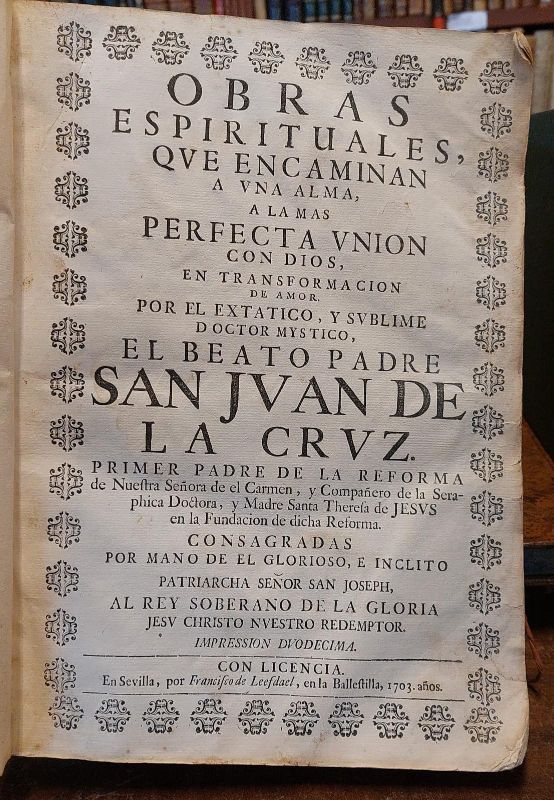 OBRAS
ESPIRITUALES,
QVE ENCAMINAN
A VNA ALMA,
A LA MAS
PERFECTA VNION
CON DIOS,
EN TRANSFORMACION
DE AMOR.
POR EL EXTATICO, Y SVBLIME
DOCTOR MYSTICO,
EL BEATO PADRE
SAN JVAN DE
LA CRVZ.
PRIMER PADRE DE LA REFORMA
de Nueſtra Señora de el Carmen, y Compañero de la Sera-
phica Doctora, y Madre Santa Thereſa de JESVS
en la Fundacion de dicha Reforma.
CONSAGRADAS
POR MANO DE EL GLORIOSO, E INCLITO
PATRIARCHA SEÑOR SAN JOSEPH,
AL REY SOBERANO DE LA GLORIA
JESV CHRISTO NVESTRO REDEMPTOR.
IMPRESSION DVODECIMA.
CON LICENCIA.
En Sevilla, por Franciſco de Leefdael, en la Balleſtilla, 1703. años.